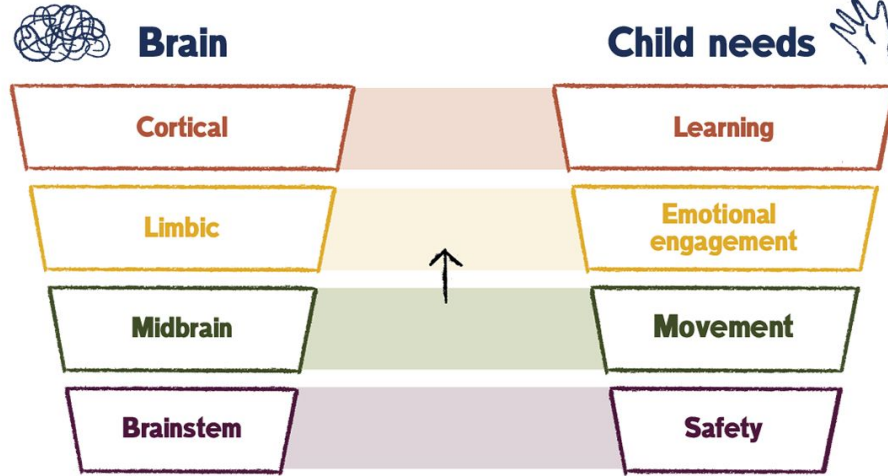 Brain
Child needs
Cortical
Learning
Limbic
Emotional
engagement
Midbrain
Movement
Brainstem
Safety